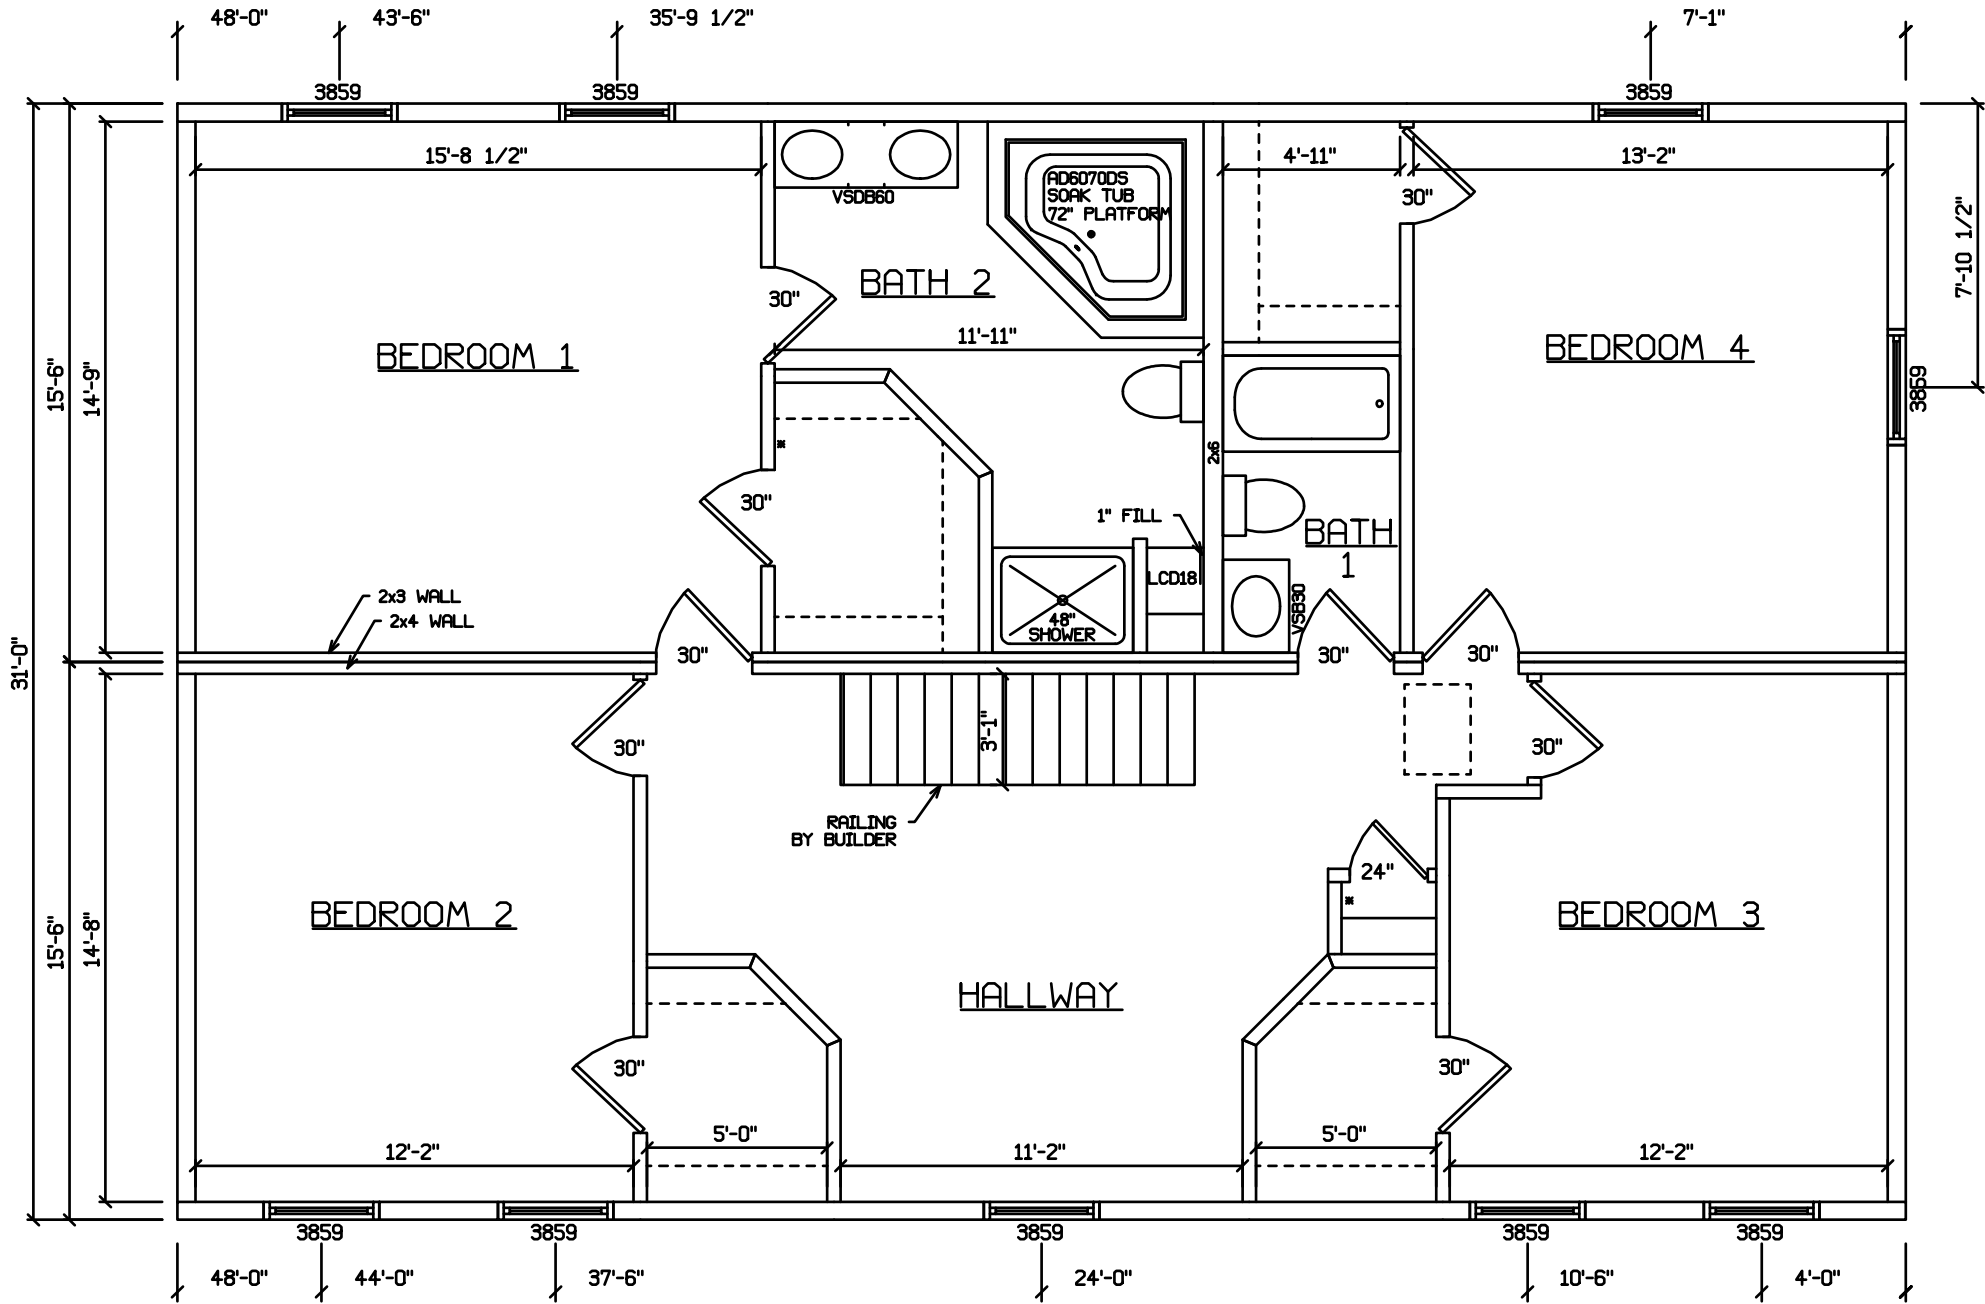 48'-0" 43'-6" 35'-9 1/2" 7'-1"
3859 3859 3859
15'-8 1/2" 4'-11" 13'-2"
AD6070DS
SOAK TUB
72" PLATFORM
VSDB60
30"
7'-10 1/2"
BATH 2
30"
11'-11"
BEDROOM 1
BEDROOM 4
15'-6"
14'-9"
3859
2x6
30"
1" FILL
BATH
1
LCD18
48"
SHOWER
VSB30
2x3 WALL
2x4 WALL
31'-0"
30" 30" 30"
3'-1"
30" 30"
RAILING
BY BUILDER
24"
BEDROOM 2
BEDROOM 3
15'-6"
14'-8"
HALLWAY
30" 30"
12'-2" 5'-0" 11'-2" 5'-0" 12'-2"
3859 3859 3859 3859 3859
48'-0" 44'-0" 37'-6" 24'-0" 10'-6" 4'-0"